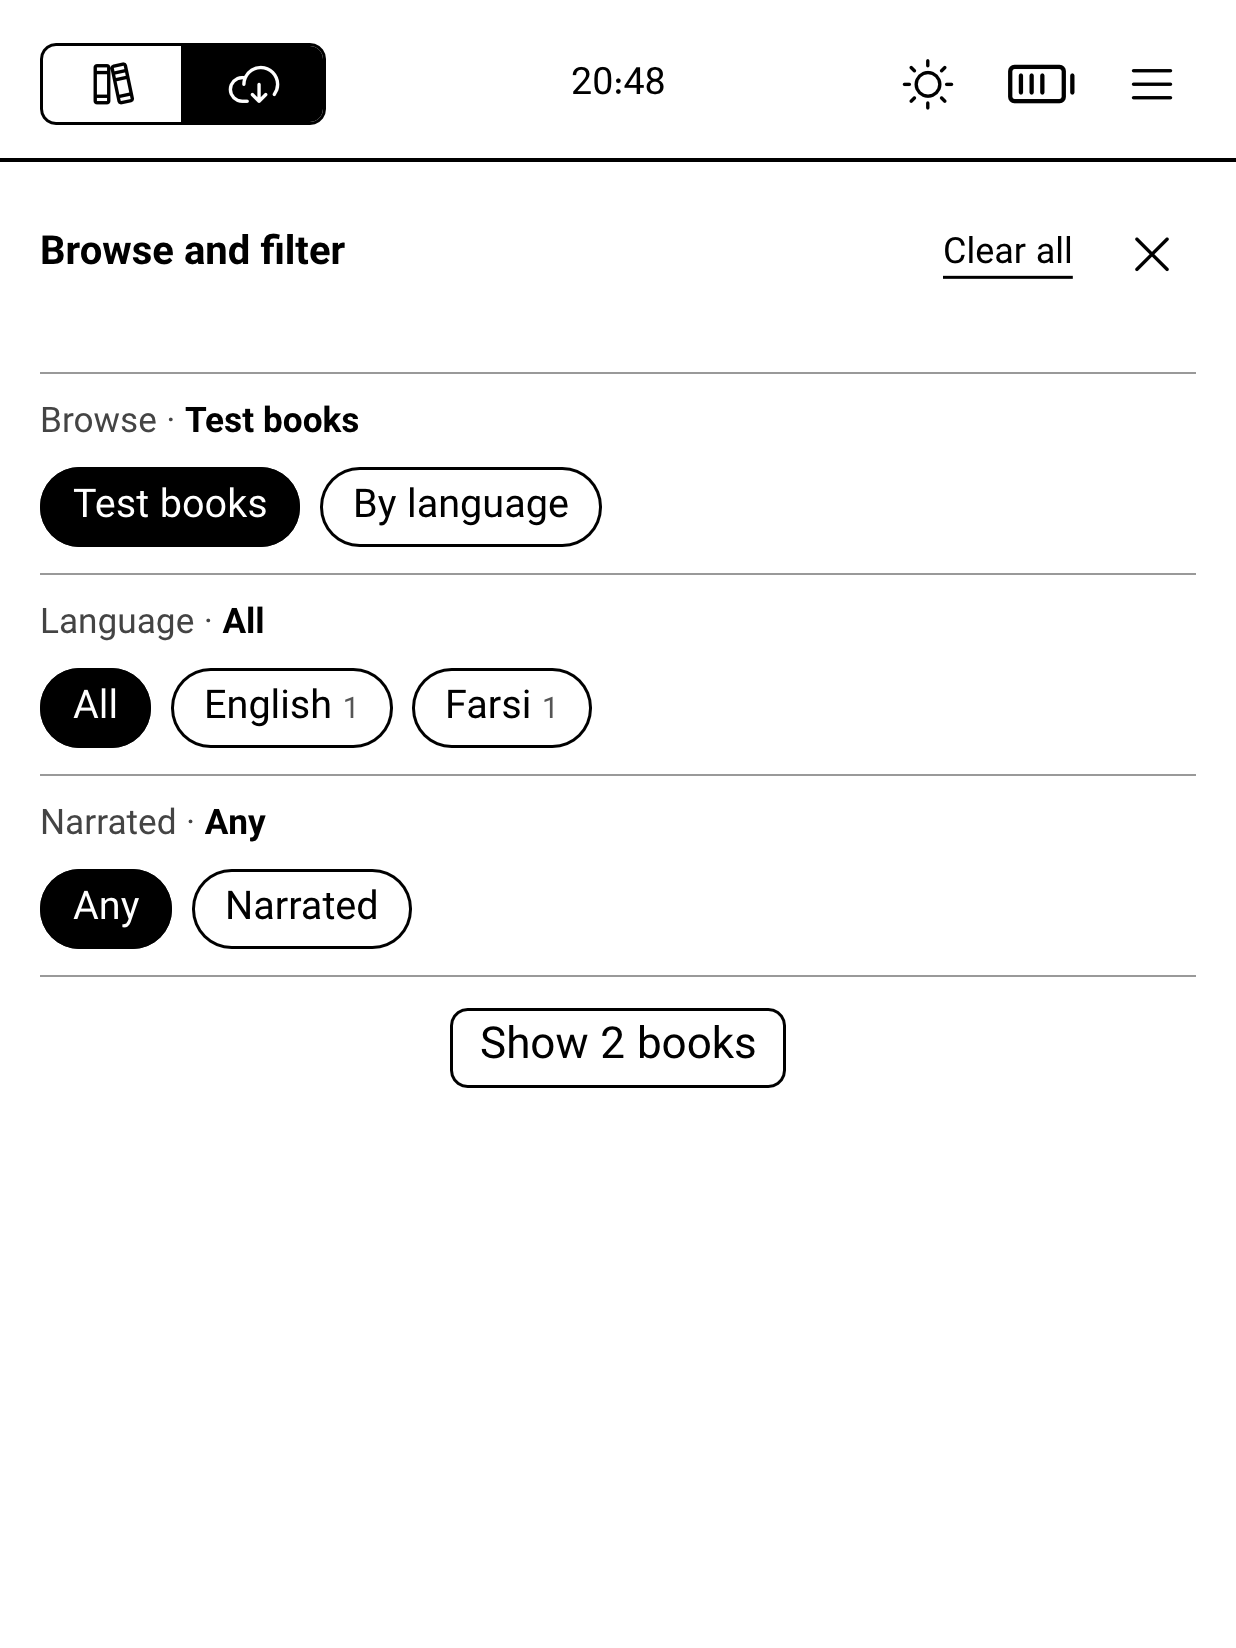 20:48
Browse and filter Clear all
Browse · Test books
Test books By language
Language · All
All English 1 Farsi 1
Narrated · Any
Any Narrated
Show 2 books